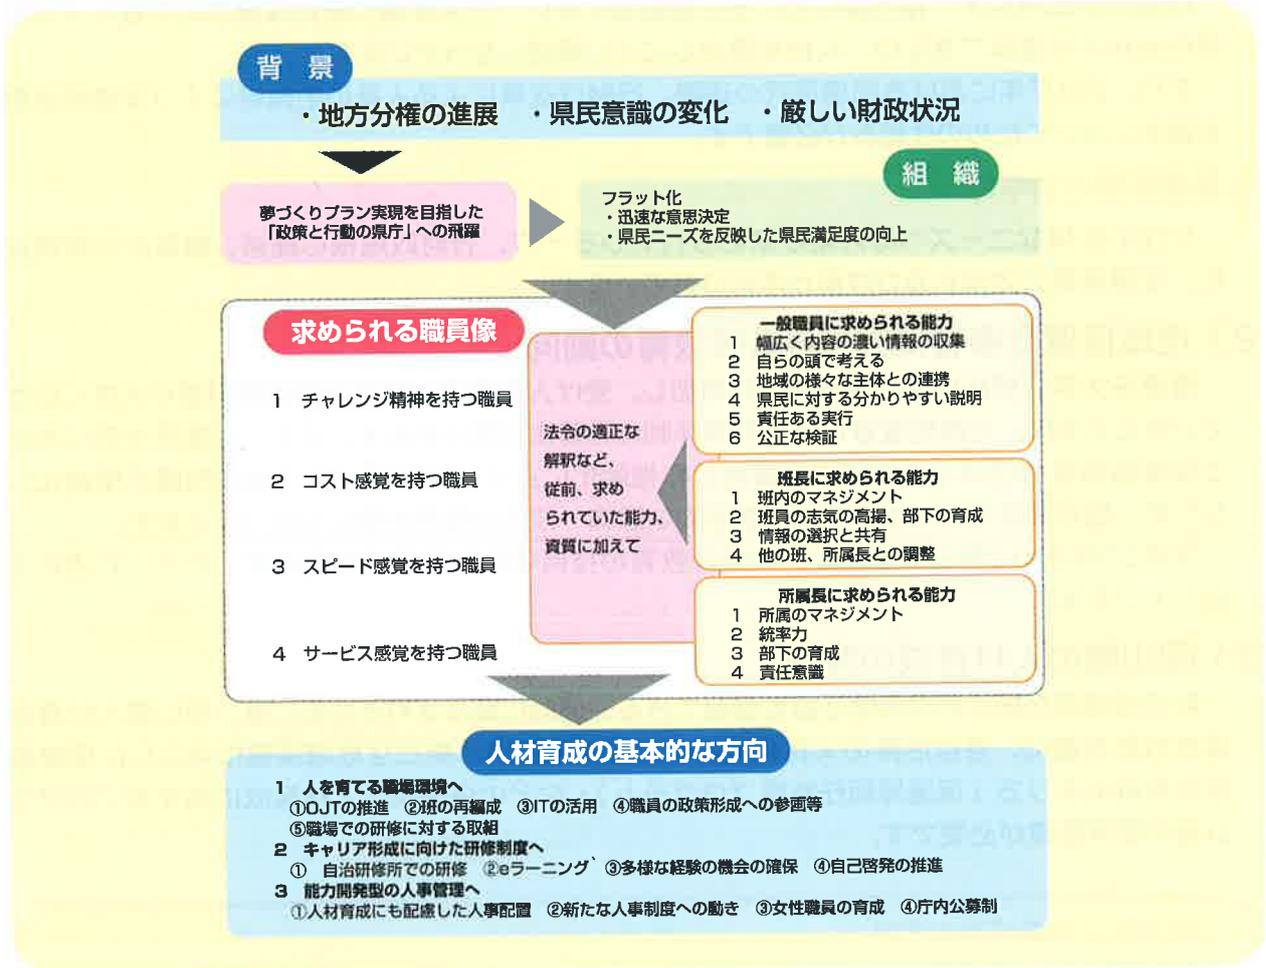 背 景
・地方分権の進展 ・県民意識の変化 ・厳しい財政状況
組 織
夢づくりプラン実現を目指した
「政策と行動の県庁」への飛躍
フラット化
・迅速な意思決定
・県民ニーズを反映した県民満足度の向上
求められる職員像
1 チャレンジ精神を持つ職員
2 コスト感覚を持つ職員
3 スピード感覚を持つ職員
4 サービス感覚を持つ職員
法令の適正な
解釈など、
従前、求め
られていた能力、
資質に加えて
一般職員に求められる能力
1 幅広く内容の濃い情報の収集
2 自らの頭で考える
3 地域の様々な主体との連携
4 県民に対する分かりやすい説明
5 責任ある実行
6 公正な検証
班長に求められる能力
1 班内のマネジメント
2 班員の志気の高揚、部下の育成
3 情報の選択と共有
4 他の班、所属長との調整
所属長に求められる能力
1 所属のマネジメント
2 統率力
3 部下の育成
4 責任意識
人材育成の基本的な方向
1 人を育てる職場環境へ
①OJTの推進 ②班の再編成 ③ITの活用 ④職員の政策形成への参画等
⑤職場での研修に対する取組
2 キャリア形成に向けた研修制度へ
① 自治研修所での研修 ②eラーニング ③多様な経験の機会の確保 ④自己啓発の推進
3 能力開発型の人事管理へ
①人材育成にも配慮した人事配置 ②新たな人事制度への動き ③女性職員の育成 ④庁内公募制